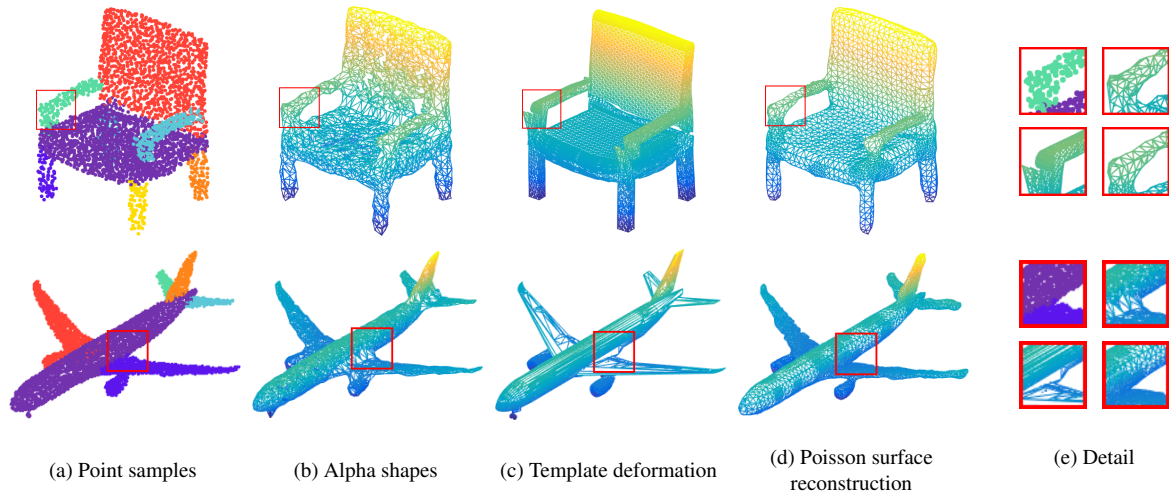 (a) Point samples
(b) Alpha shapes
(c) Template deformation
(d) Poisson surface
reconstruction
(e) Detail